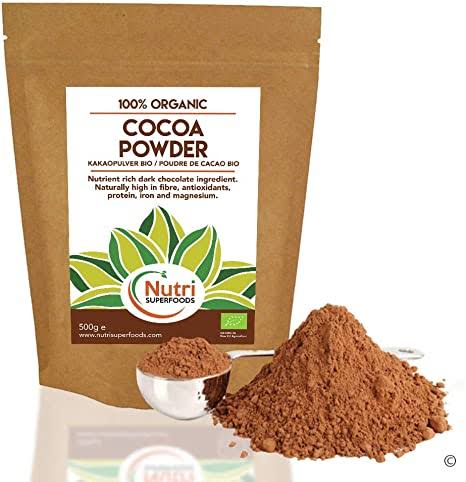 100% ORGANIC
COCOA
POWDER
KAKAOPULVER BIO / POUDRE DE CACAO BIO
Nutrient rich dark chocolate ingredient.
Naturally high in fibre, antioxidants,
protein, iron and magnesium.
Nutri
SUPERFOODS
500g e
www.nutrisuperfoods.com
©